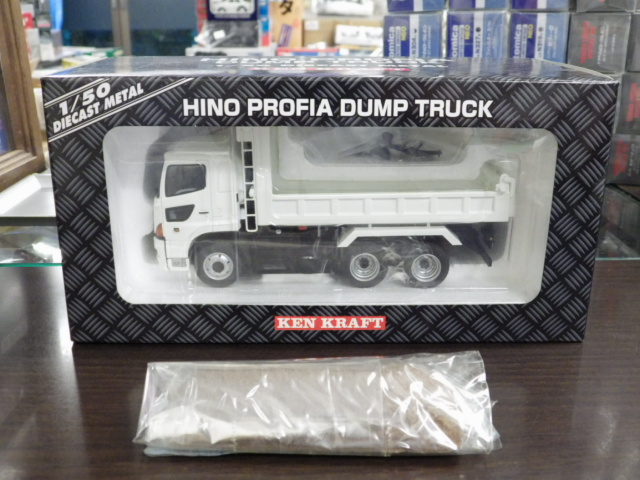 1/50
DIECAST METAL
HINO PROFIA DUMP TRUCK
KEN KRAFT